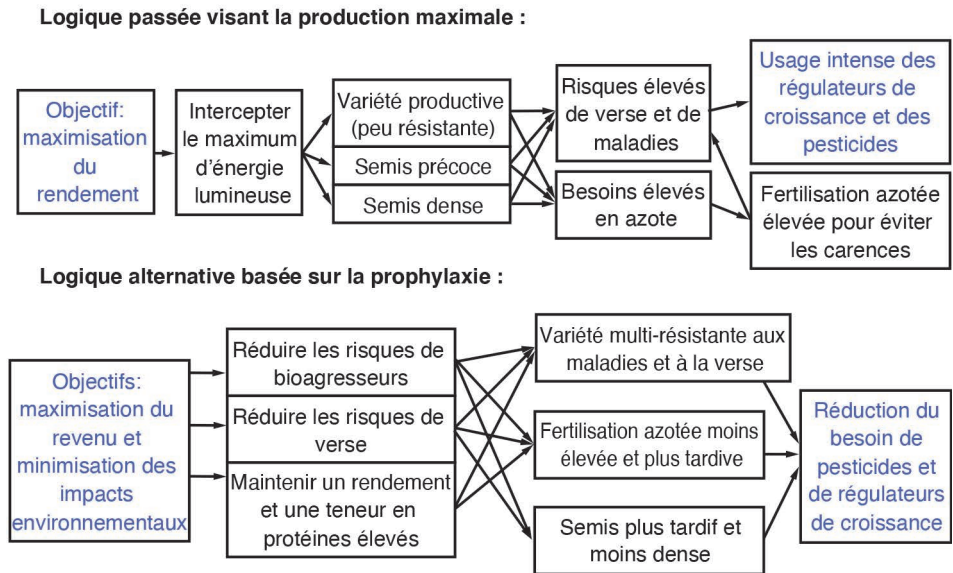 Logique passée visant la production maximale :
Objectif:
maximisation
du
rendement
Intercepter
le maximum
d'énergie
lumineuse
Variété productive
(peu résistante)
Semis précoce
Semis dense
Risques élevés
de verse et de
maladies
Besoins élevés
en azote
Usage intense des
régulateurs de
croissance et des
pesticides
Fertilisation azotée
élevée pour éviter
les carences
Logique alternative basée sur la prophylaxie :
Objectifs:
maximisation du
revenu et
minimisation des
impacts
environnementaux
Réduire les risques de
bioagresseurs
Réduire les risques de
verse
Maintenir un rendement
et une teneur en
protéines élevés
Variété multi-résistante aux
maladies et à la verse
Fertilisation azotée moins
élevée et plus tardive
Semis plus tardif et
moins dense
Réduction du
besoin de
pesticides et
de régulateurs
de croissance